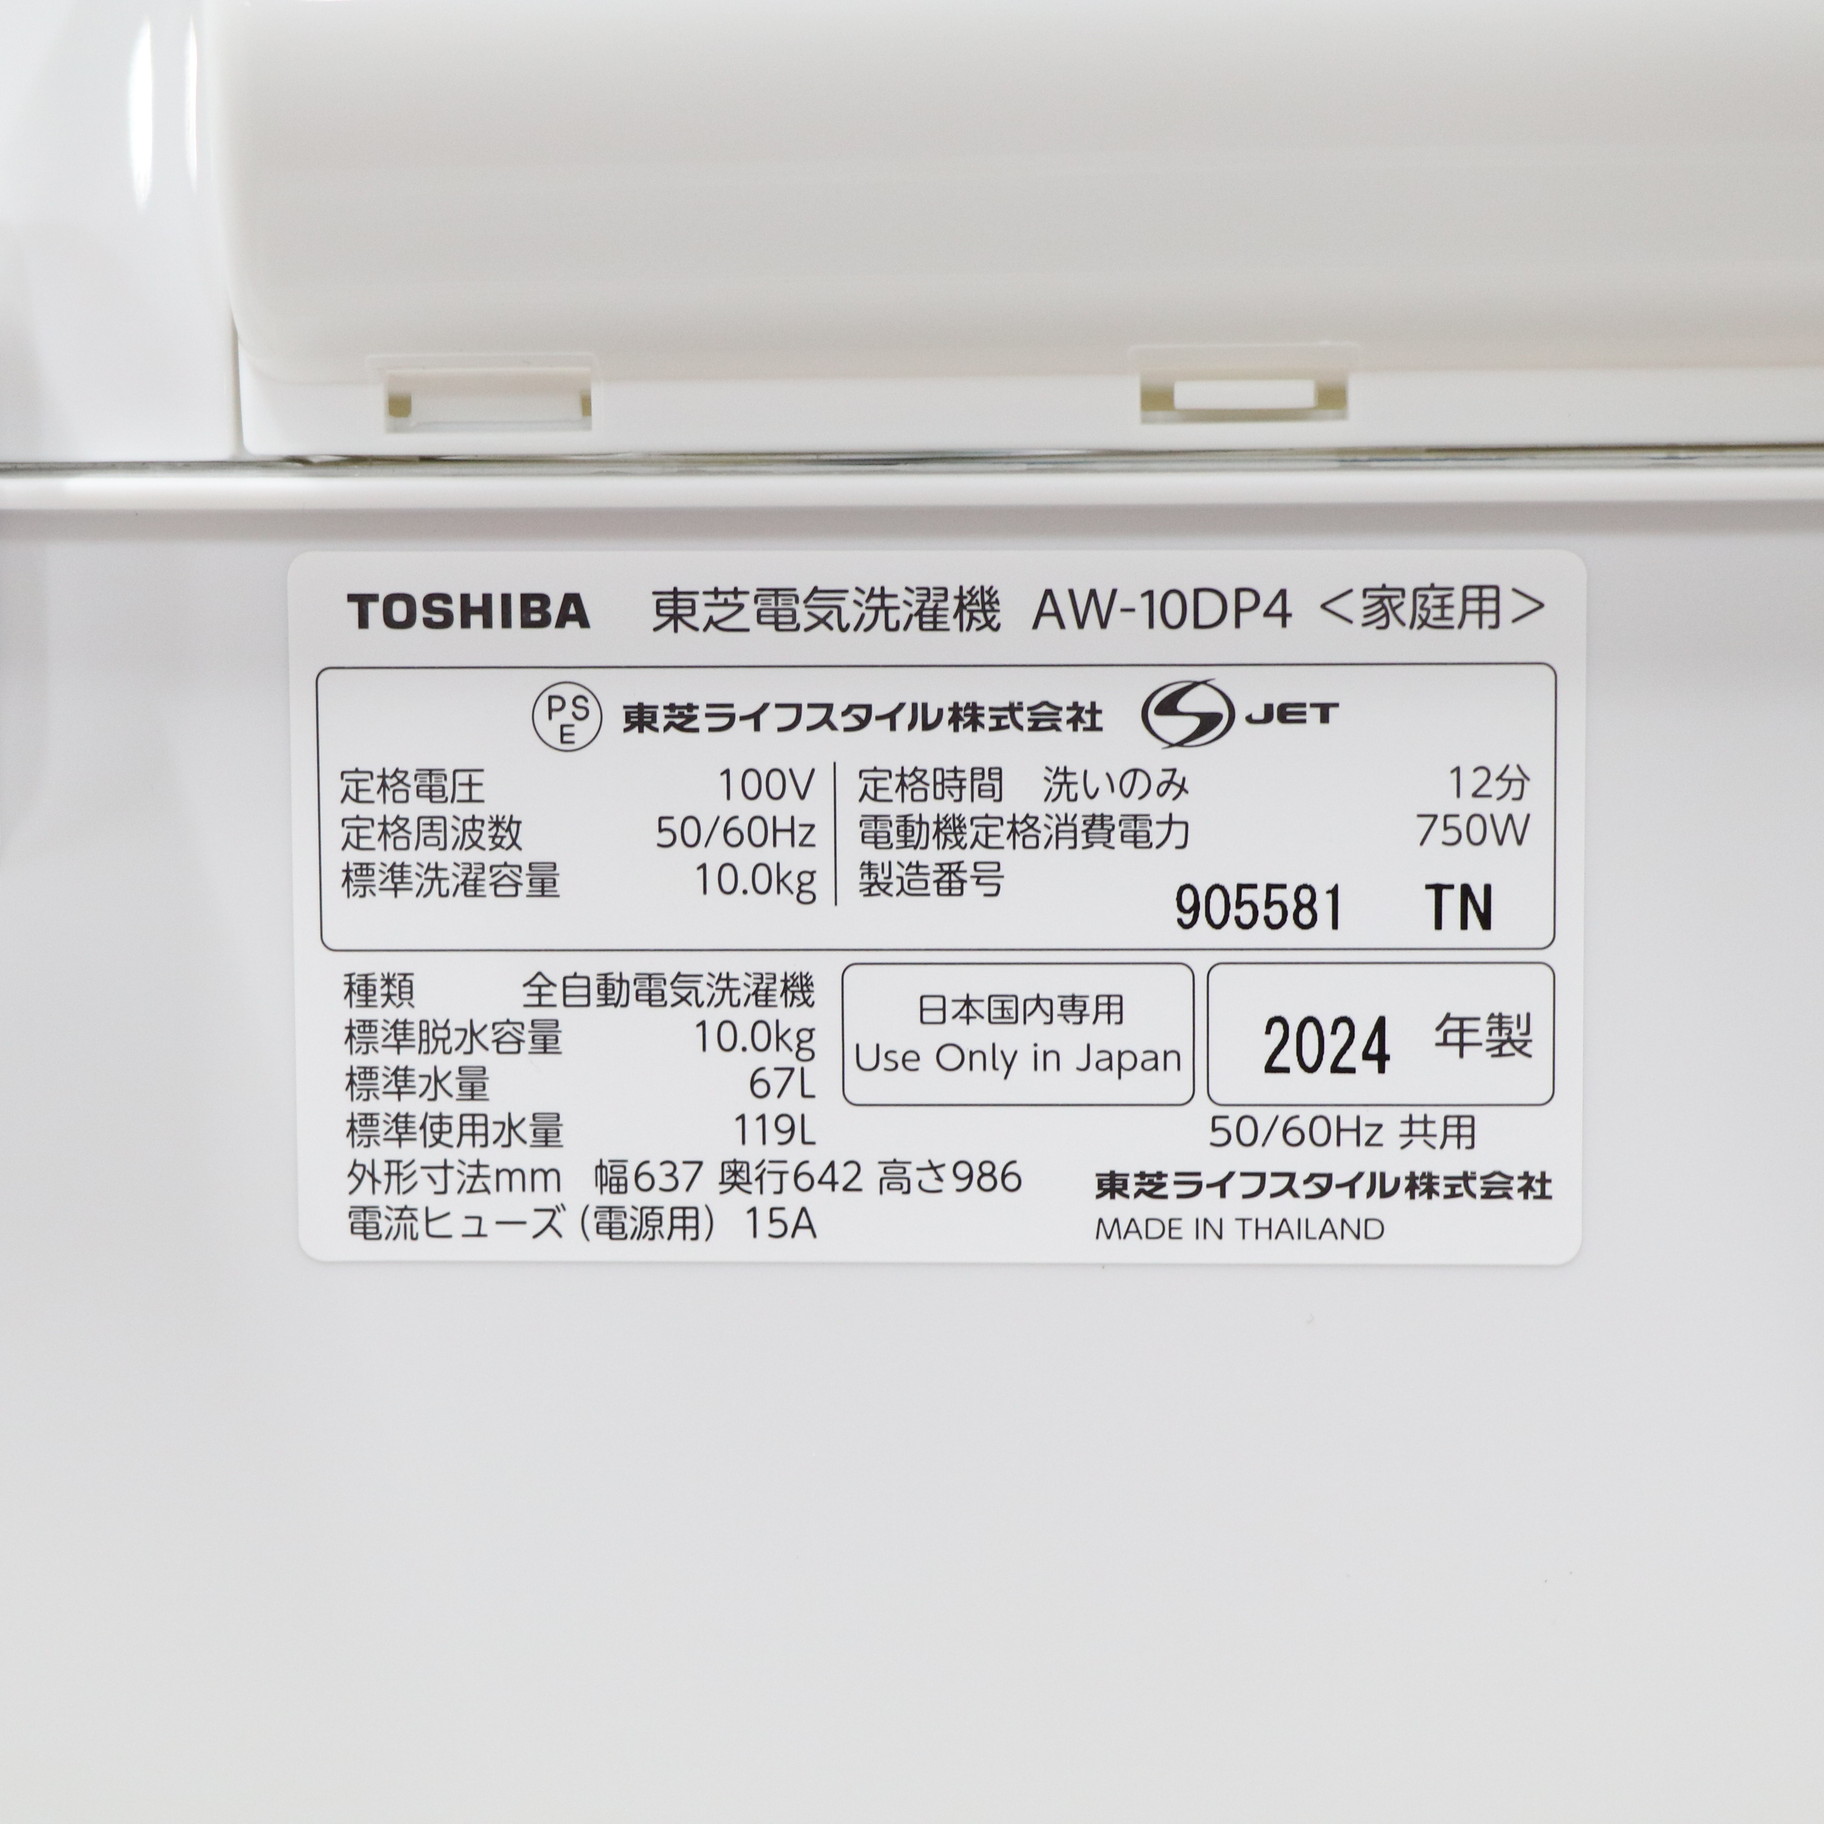 TOSHIBA 東芝電気洗濯機 AW-10DP4 <家庭用>
PSE 東芝ライフスタイル株式会社 S JET
定格電圧 100V
定格周波数 50/60Hz
標準洗濯容量 10.0kg
定格時間 洗いのみ 12分
電動機定格消費電力 750W
製造番号 905581 TN
種類 全自動電気洗濯機
標準脱水容量 10.0kg
標準水量 67L
標準使用水量 119L
外形寸法mm 幅637 奥行642 高さ986
電流ヒューズ(電源用) 15A
日本国内専用
Use Only in Japan
2024 年製
50/60Hz 共用
東芝ライフスタイル株式会社
MADE IN THAILAND